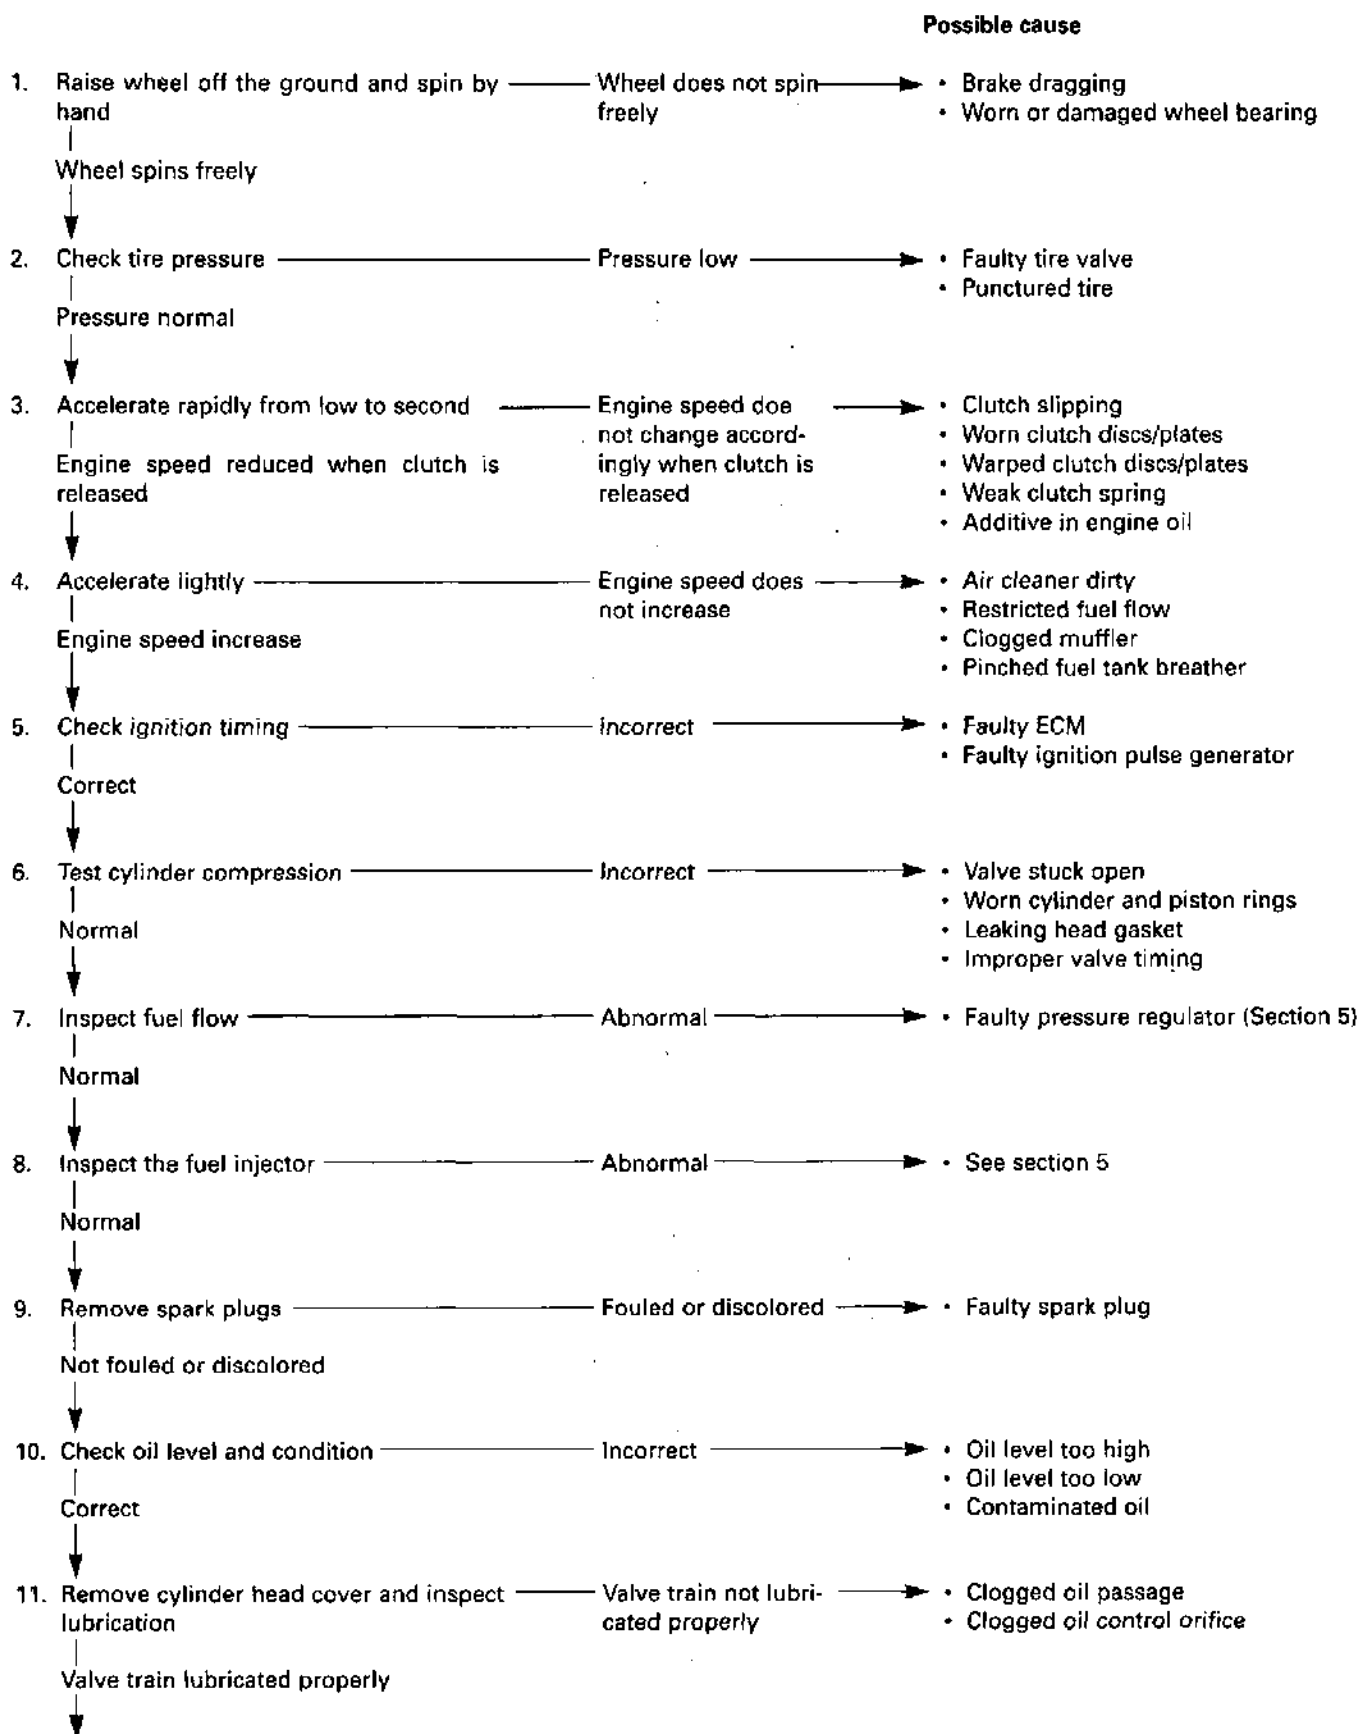 Possible cause
1. Raise wheel off the ground and spin by hand
Wheel does not spin freely
• Brake dragging
• Worn or damaged wheel bearing
Wheel spins freely
2. Check tire pressure
Pressure low
• Faulty tire valve
• Punctured tire
Pressure normal
3. Accelerate rapidly from low to second
Engine speed doe
not change accord-
ingly when clutch is
released
• Clutch slipping
• Worn clutch discs/plates
• Warped clutch discs/plates
• Weak clutch spring
• Additive in engine oil
Engine speed reduced when clutch is
released
4. Accelerate lightly
Engine speed does
not increase
• Air cleaner dirty
• Restricted fuel flow
• Clogged muffler
• Pinched fuel tank breather
Engine speed increase
5. Check ignition timing
Incorrect
• Faulty ECM
• Faulty ignition pulse generator
Correct
6. Test cylinder compression
Incorrect
• Valve stuck open
• Worn cylinder and piston rings
• Leaking head gasket
• Improper valve timing
Normal
7. Inspect fuel flow
Abnormal
• Faulty pressure regulator (Section 5)
Normal
8. Inspect the fuel injector
Abnormal
• See section 5
Normal
9. Remove spark plugs
Fouled or discolored
• Faulty spark plug
Not fouled or discolored
10. Check oil level and condition
Incorrect
• Oil level too high
• Oil level too low
• Contaminated oil
Correct
11. Remove cylinder head cover and inspect
lubrication
Valve train not lubri-
cated properly
• Clogged oil passage
• Clogged oil control orifice
Valve train lubricated properly